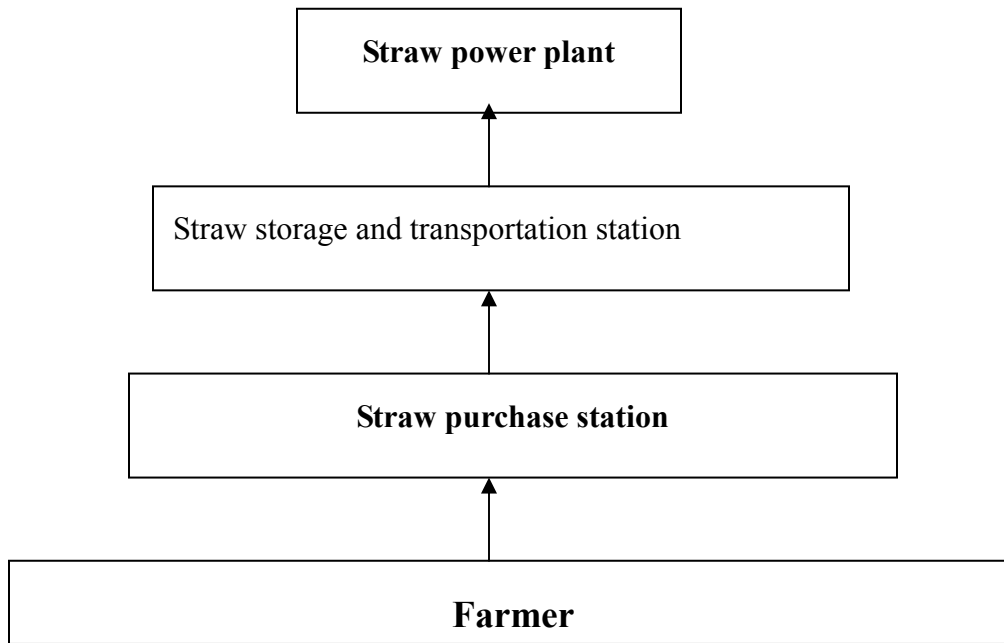 Straw power plant
Straw storage and transportation station
Straw purchase station
Farmer